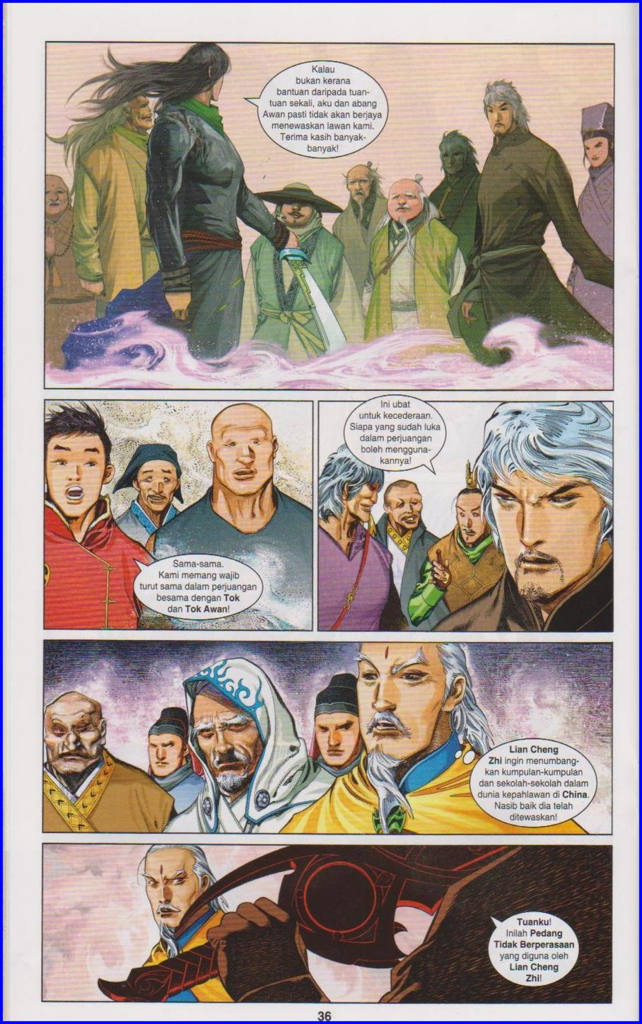 Kalau
bukan kerana
bantuan daripada tuan-
tuan sekali, aku dan abang
Awan pasti tidak akan berjaya
menewaskan lawan kami.
Terima kasih banyak-
banyak!
Sama-sama.
Kami memang wajib
turut sama dalam perjuangan
besama dengan Tok
dan Tok Awan!
Ini ubat
untuk kecederaan.
Siapa yang sudah luka
dalam perjuangan
boleh mengguna-
kannya!
Lian Cheng
Zhi ingin menumbang-
kan kumpulan-kumpulan
dan sekolah-sekolah dalam
dunia kepahlawan di China.
Nasib baik dia telah
ditewaskan!
Tuanku!
Inilah Pedang
Tidak Berperasaan
yang diguna oleh
Lian Cheng
Zhi!
36